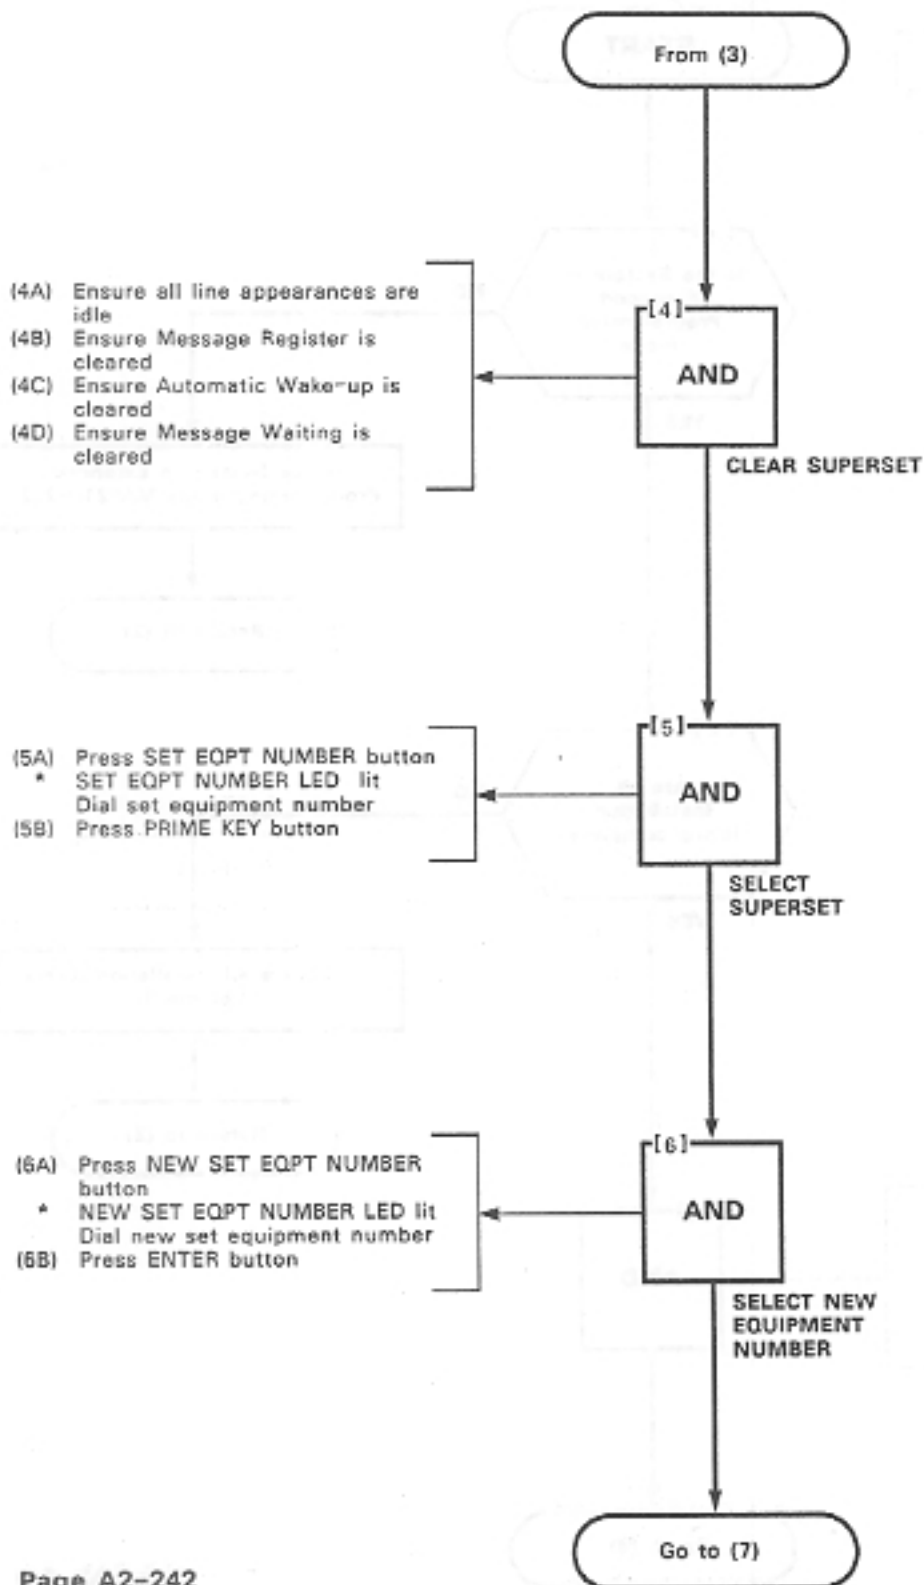 From (3)
(4A) Ensure all line appearances are
idle
(4B) Ensure Message Register is
cleared
(4C) Ensure Automatic Wake-up is
cleared
(4D) Ensure Message Waiting is
cleared
[4]
AND
CLEAR SUPERSET
(5A) Press SET EQPT NUMBER button
* SET EQPT NUMBER LED lit
Dial set equipment number
(5B) Press PRIME KEY button
[5]
AND
SELECT
SUPERSET
(6A) Press NEW SET EQPT NUMBER
button
* NEW SET EQPT NUMBER LED lit
Dial new set equipment number
(6B) Press ENTER button
[6]
AND
SELECT NEW
EQUIPMENT
NUMBER
Go to (7)
Page A2-242